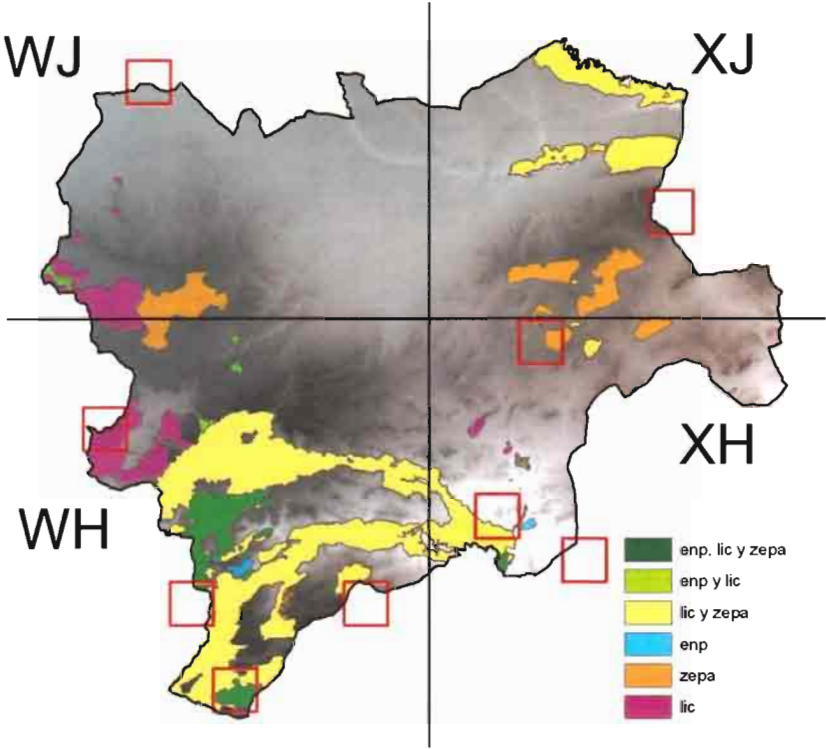 WJ
XJ
XH
WH
enp, lic y zepa
enp y lic
lic y zepa
enp
zepa
lic